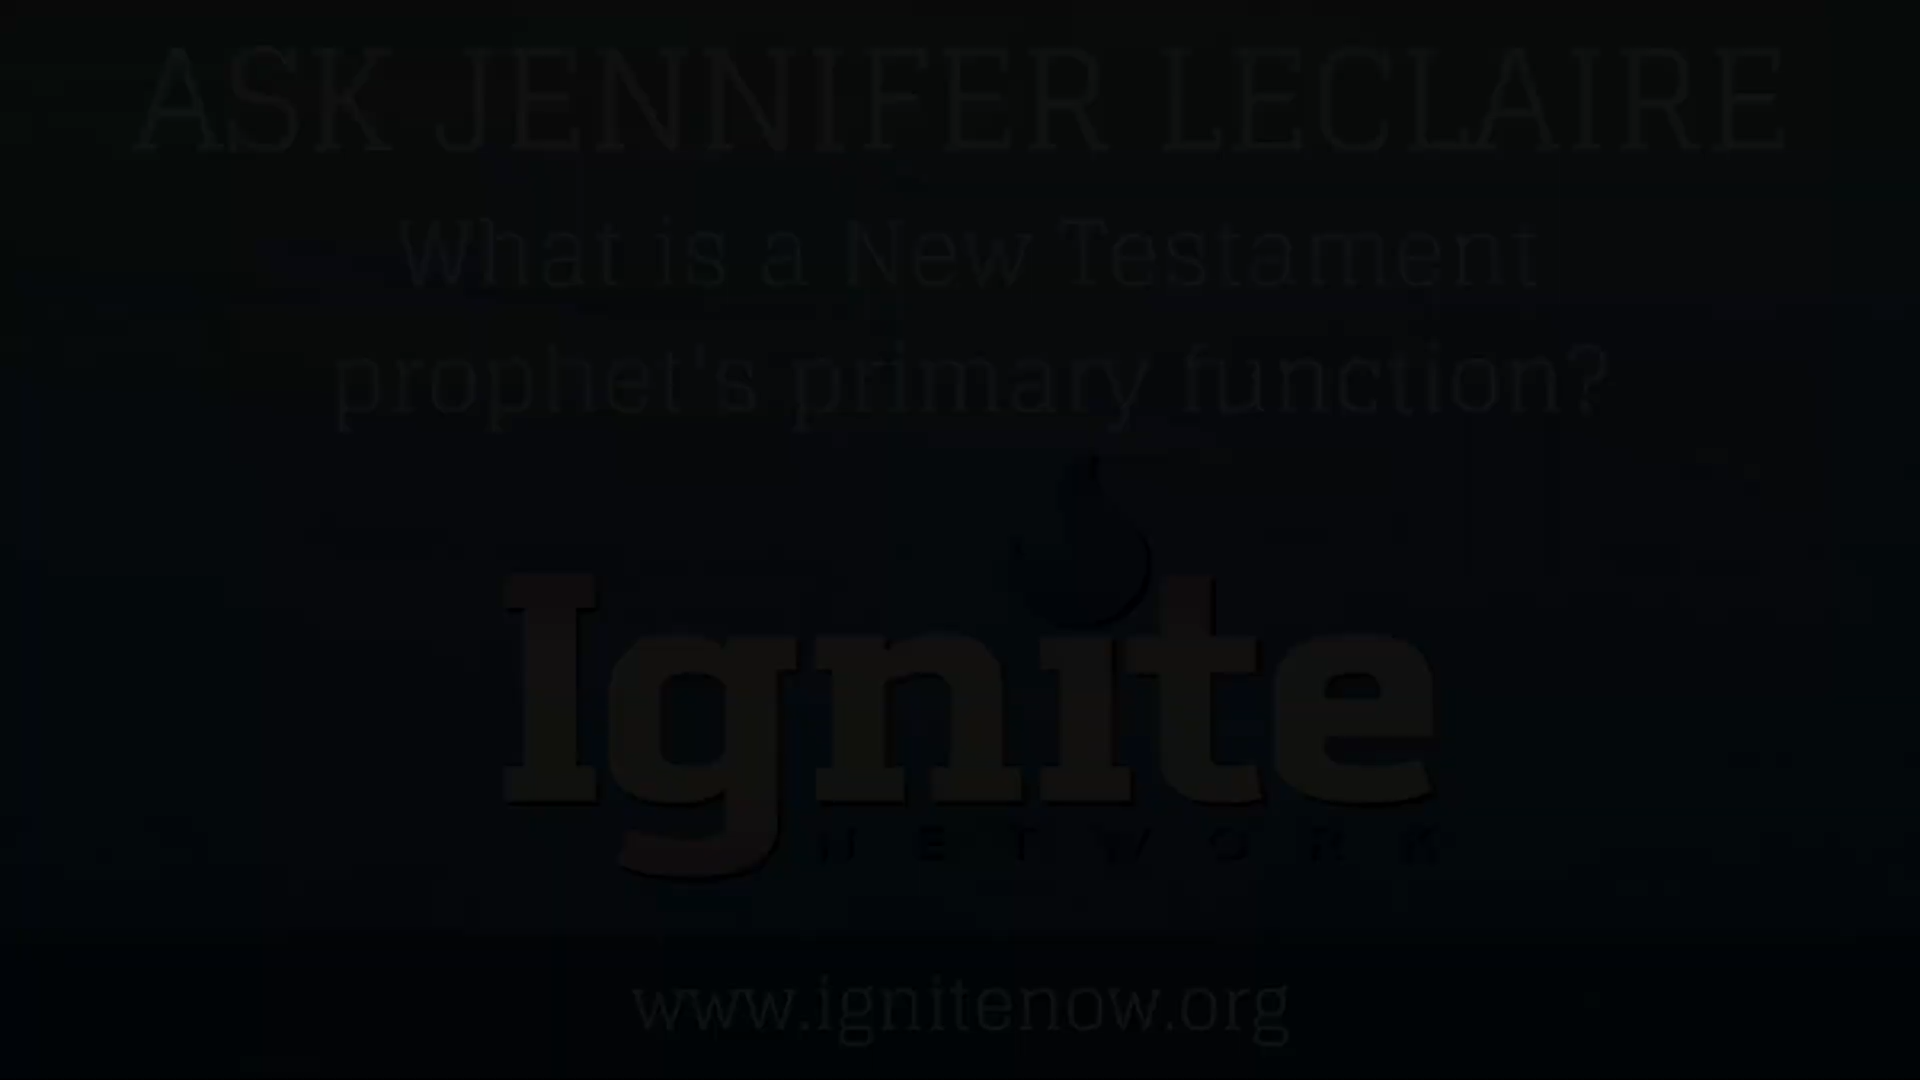 ASK JENNIFER LECLAIRE
What is a New Testament
prophet's primary function?
Ignite
NETWORK
www.ignitenow.org